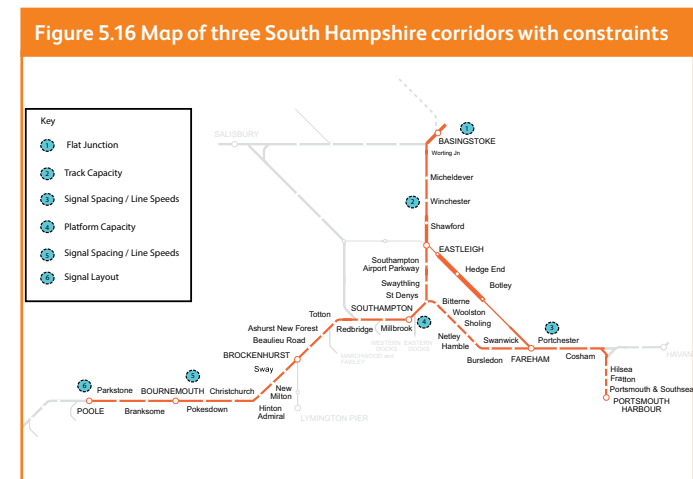 Figure 5.16 Map of three South Hampshire corridors with constraints
Key
1 Flat Junction
2 Track Capacity
3 Signal Spacing / Line Speeds
4 Platform Capacity
5 Signal Spacing / Line Speeds
6 Signal Layout
SALISBURY
1
BASINGSTOKE
Worting Jn
Micheldever
2
Winchester
Shawford
EASTLEIGH
Southampton
Airport Parkway
Hedge End
Swaythling
Botley
St Denys
Bitterne
SOUTHAMPTON
Woolston
Totton
4
Sholing
3
Ashurst New Forest
Redbridge
Millbrook
Netley
Swanwick
Portchester
Beaulieu Road
WESTERN
DOCKS
EASTERN
DOCKS
Hamble
HAVAN
BROCKENHURST
MARCHWOOD and
FAWLEY
Bursledon
FAREHAM
Cosham
Sway
Hilsea
5
Fratton
6
Parkstone
BOURNEMOUTH
Christchurch
New
Milton
Portsmouth & Southsea
PORTSMOUTH
HARBOUR
POOLE
Branksome
Pokesdown
Hinton
Admiral
LYMINGTON PIER